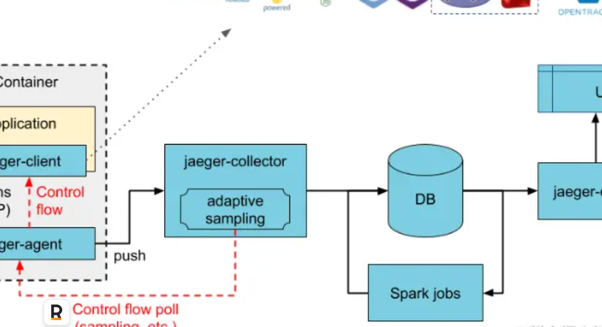 powered
OPENTRAC
Container
plication
ger-client
ns
Control
P)
flow
ger-agent
push
jaeger-collector
adaptive
sampling
DB
Spark jobs
U
jaeger-
R
Control flow poll
(sampling, etc.)